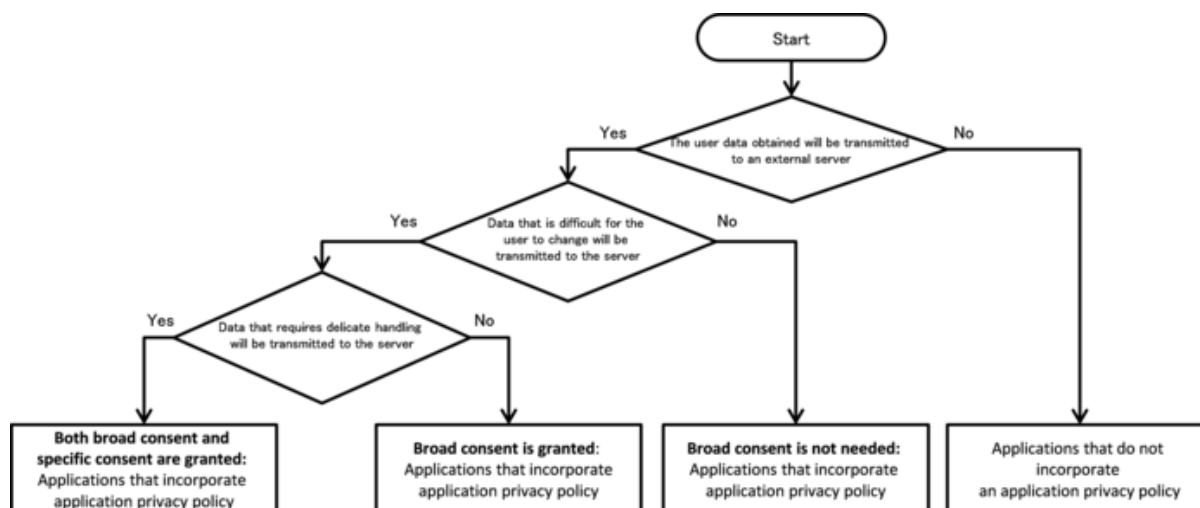 Start
Yes
The user data obtained will be transmitted
to an external server
No
Yes
Data that is difficult for the
user to change will be
transmitted to the server
No
Yes
Data that requires delicate handling
will be transmitted to the server
No
Both broad consent and
specific consent are granted:
Applications that incorporate
application privacy policy
Broad consent is granted:
Applications that incorporate
application privacy policy
Broad consent is not needed:
Applications that incorporate
application privacy policy
Applications that do not
incorporate
an application privacy policy